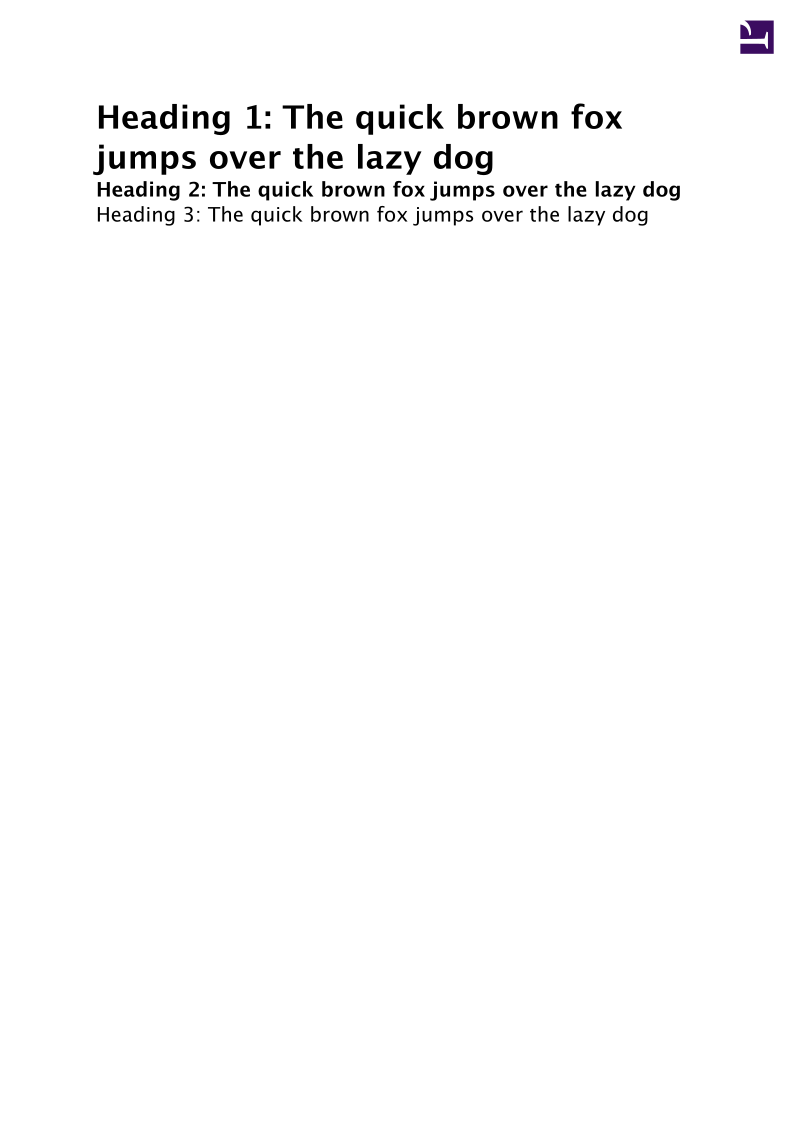 Heading 1: The quick brown fox
jumps over the lazy dog
Heading 2: The quick brown fox jumps over the lazy dog
Heading 3: The quick brown fox jumps over the lazy dog